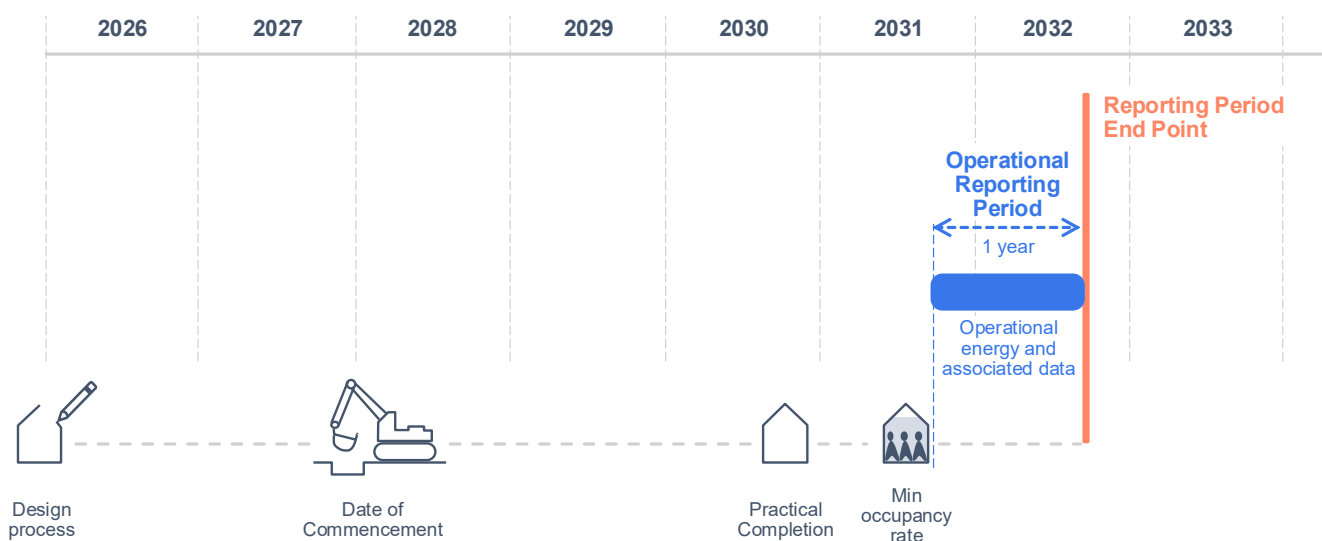 2026
2027
2028
2029
2030
2031
2032
2033
Reporting Period
End Point
Operational
Reporting
Period
1 year
Operational
energy and
associated data
Design
process
Date of
Commencement
Practical
Completion
Min
occupancy
rate